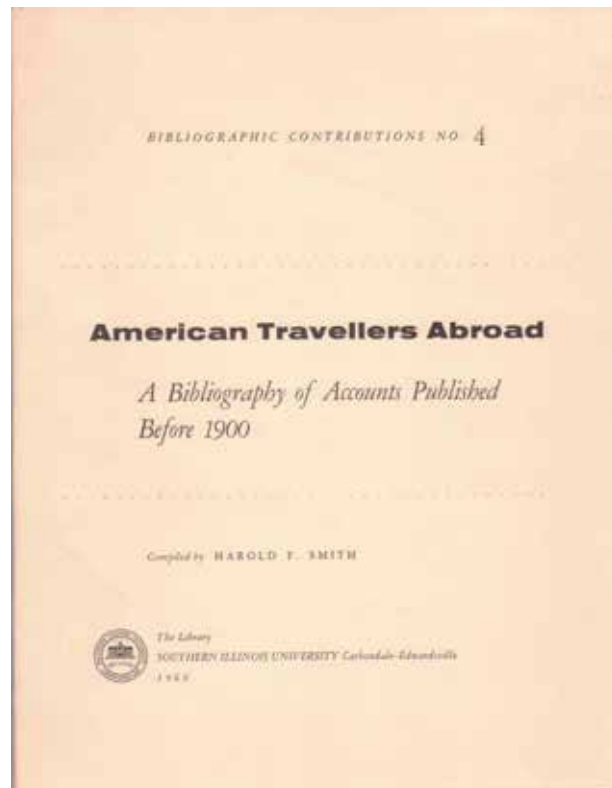 BIBLIOGRAPHIC CONTRIBUTIONS NO 4
American Travellers Abroad
A Bibliography of Accounts Published
Before 1900
Compiled by HAROLD F. SMITH
The Library
SOUTHERN ILLINOIS UNIVERSITY Carbondale-Edwardsville